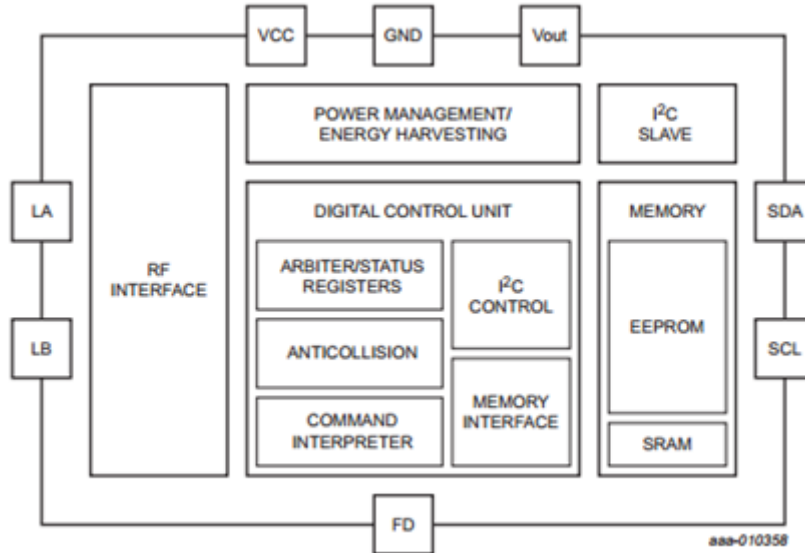 VCC
GND
Vout
POWER MANAGEMENT/
ENERGY HARVESTING
I²C
SLAVE
LA
LB
RF
INTERFACE
DIGITAL CONTROL UNIT
ARBITER/STATUS
REGISTERS
ANTICOLLISION
COMMAND
INTERPRETER
I²C
CONTROL
MEMORY
INTERFACE
MEMORY
EEPROM
SRAM
SDA
SCL
FD
aaa-010358